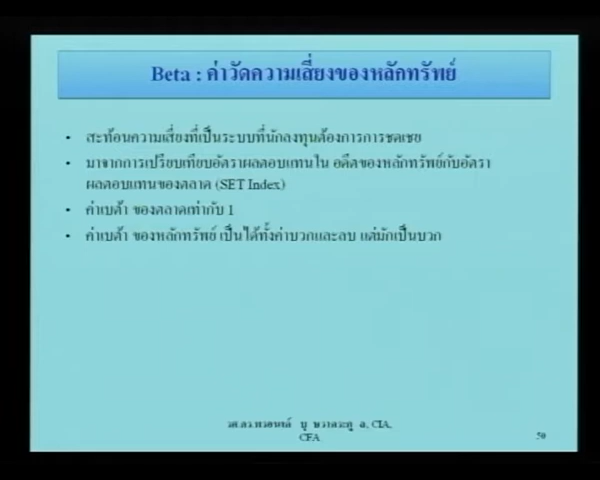 Beta : ค่าวัดความเสี่ยงของหลักทรัพย์
• สะท้อนความเสี่ยงที่เป็นระบบที่นักลงทุนต้องการการชดเชย
• มาจากการเปรียบเทียบอัตราผลตอบแทนใน อดีตของหลักทรัพย์กับอัตรา
ผลตอบแทนของตลาด (SET Index)
• ค่าเบต้า ของตลาดเท่ากับ 1
• ค่าเบต้า ของหลักทรัพย์ เป็นได้ทั้งค่าบวกและลบ แต่มักเป็นบวก
CIA,
CFA
50